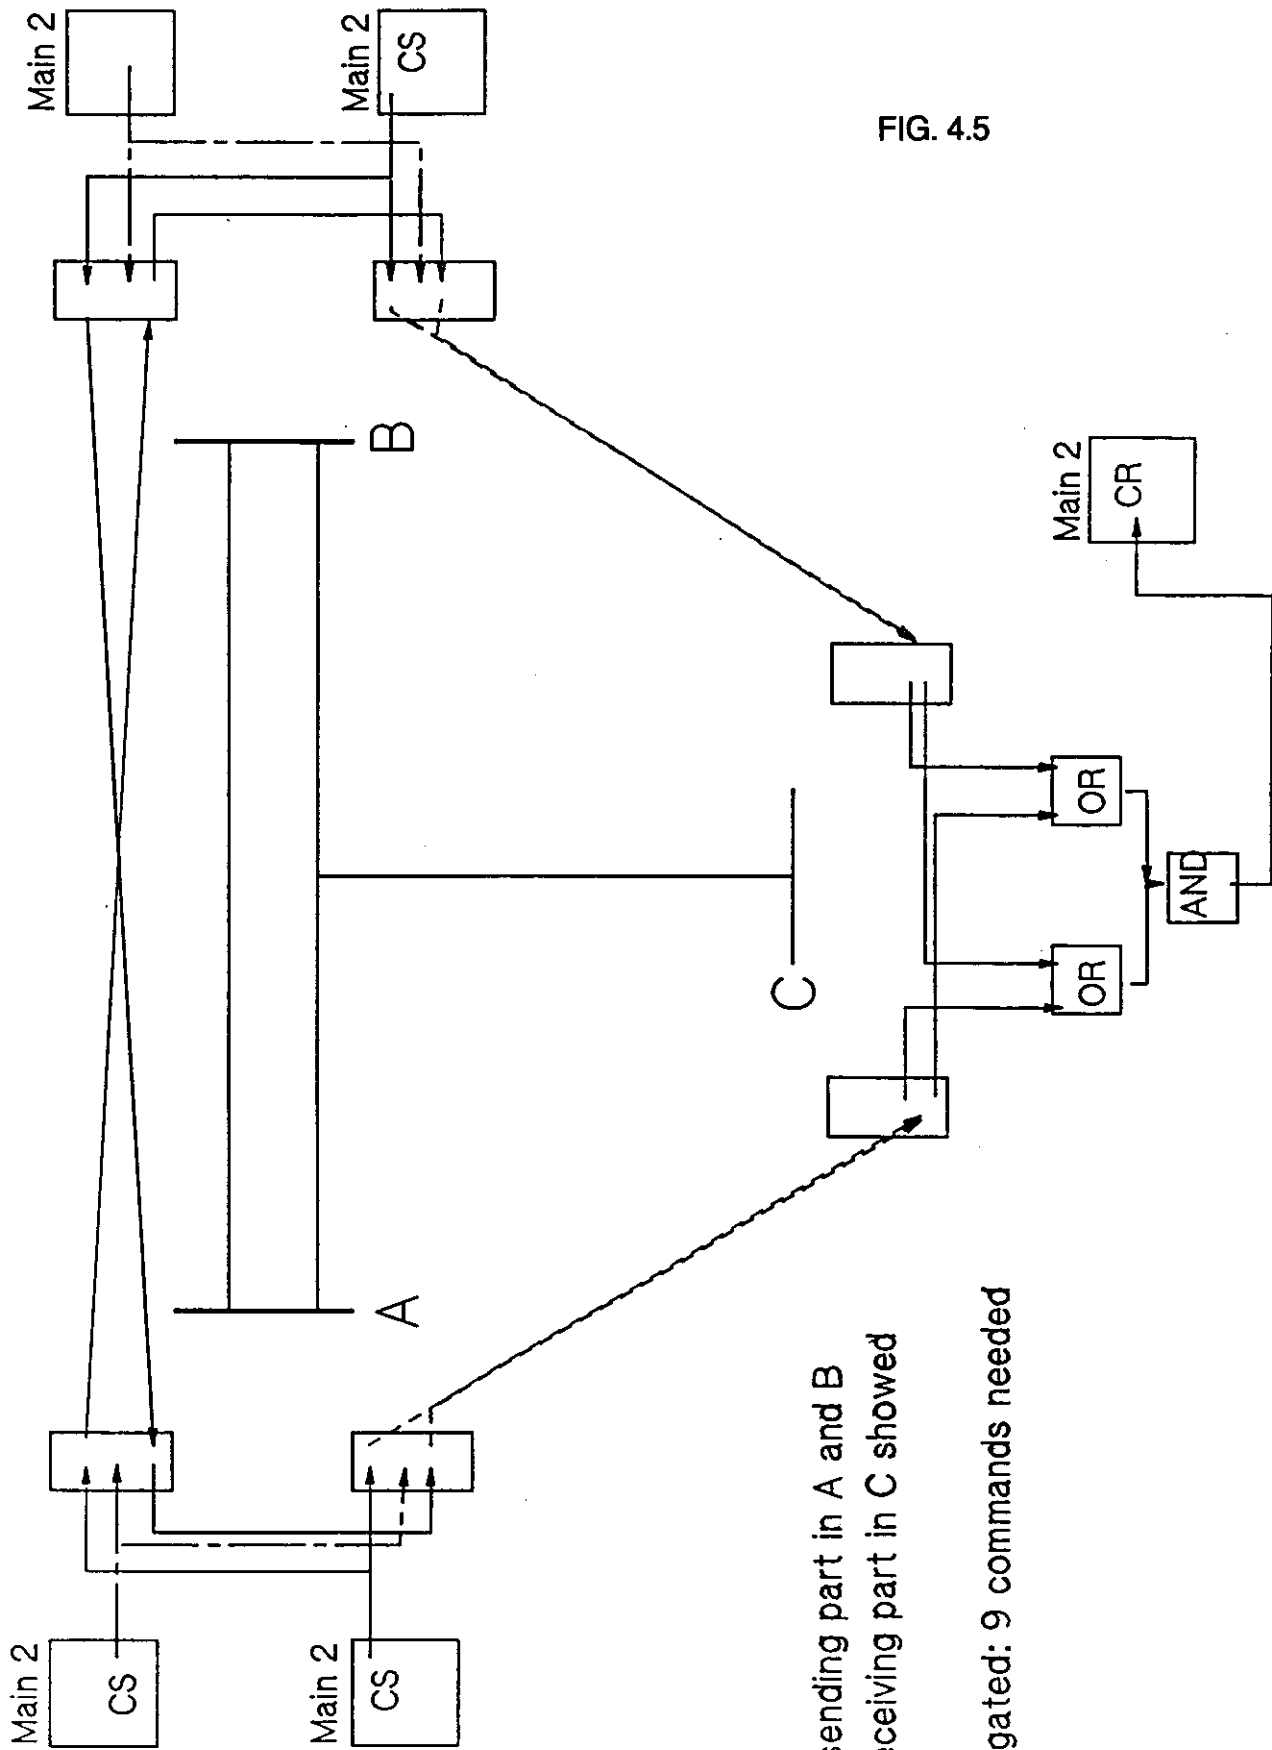 FIG. 4.5
Main 2
CS
Main 2
CS
Main 2
Main 2
CS
A
B
C
OR
OR
AND
Main 2
CR
sending part in A and B
ceiving part in C showed
gated: 9 commands needed